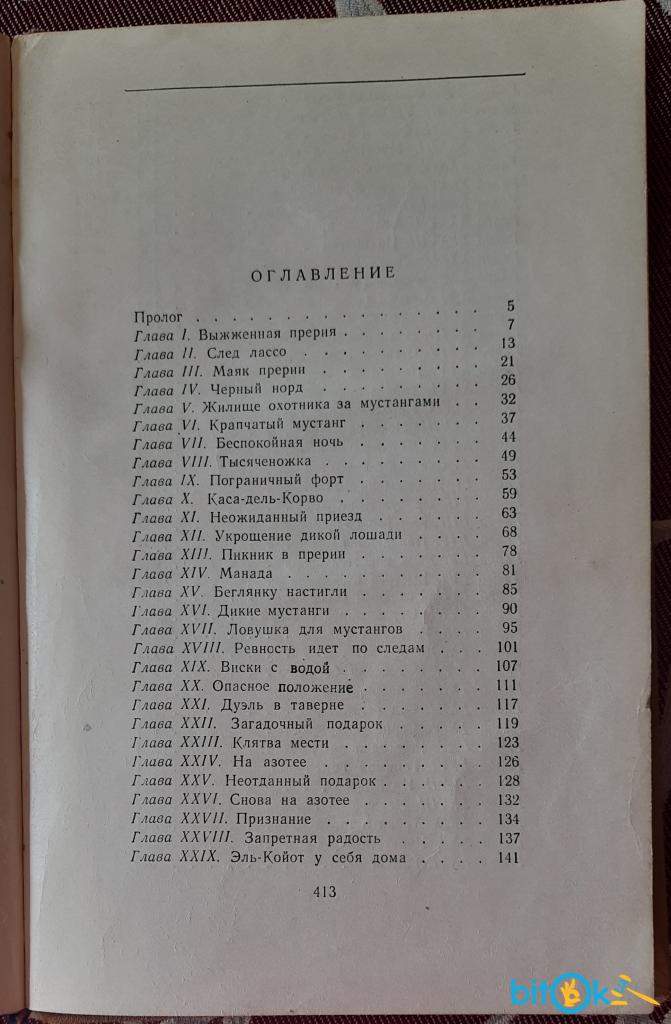 ОГЛАВЛЕНИЕ
Пролог . . . . . . . . . . . . . . . . 5
Глава I. Выжженная прерия . . . . . . . 7
Глава II. След лассо . . . . . . . . . 13
Глава III. Маяк прерии . . . . . . . . 21
Глава IV. Черный норд . . . . . . . . 26
Глава V. Жилище охотника за мустангами . . 32
Глава VI. Крапчатый мустанг . . . . . . 37
Глава VII. Беспокойная ночь . . . . . . 44
Глава VIII. Тысяченожка . . . . . . . . 49
Глава IX. Пограничный форт . . . . . . 53
Глава X. Каса-дель-Корво . . . . . . . 59
Глава XI. Неожиданный приезд . . . . . 63
Глава XII. Укрощение дикой лошади . . . . 68
Глава XIII. Пикник в прерии . . . . . . 78
Глава XIV. Манада . . . . . . . . . . 81
Глава XV. Беглянку настигли . . . . . . 85
Глава XVI. Дикие мустанги . . . . . . . 90
Глава XVII. Ловушка для мустангов . . . . 95
Глава XVIII. Ревность идет по следам . . . 101
Глава XIX. Виски с водой . . . . . . . 107
Глава XX. Опасное положение . . . . . . 111
Глава XXI. Дуэль в таверне . . . . . . 117
Глава XXII. Загадочный подарок . . . . 119
Глава XXIII. Клятва мести . . . . . . . 123
Глава XXIV. На азотее . . . . . . . . 126
Глава XXV. Неотданный подарок . . . . . 128
Глава XXVI. Снова на азотее . . . . . . 132
Глава XXVII. Признание . . . . . . . . 134
Глава XXVIII. Запретная радость . . . . 137
Глава XXIX. Эль-Койот у себя дома . . . . 141
413
bitok